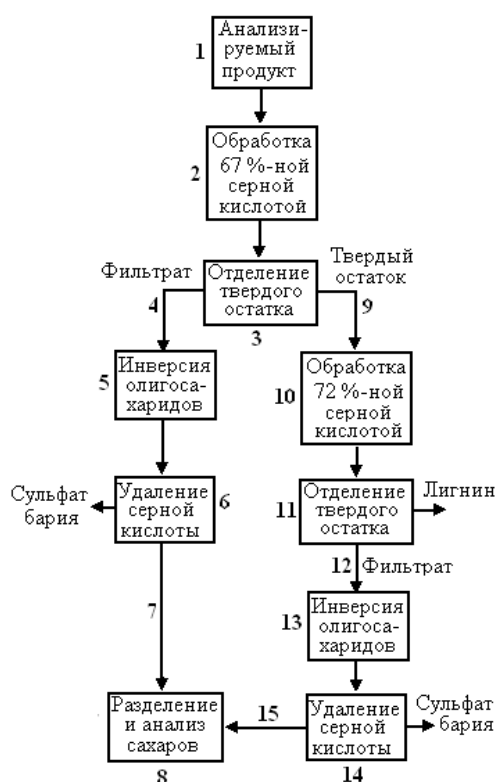 1
Анализи-
руемый
продукт
2
Обработка
67 %-ной
серной
кислотой
Фильтрат
4
Отделение
твердого
остатка
3
Твердый
остаток
9
5
Инверсия
олигоса-
харидов
10
Обработка
72 %-ной
серной
кислотой
Сульфат
бария
Удаление
серной
кислоты
6
11
Отделение
твердого
остатка
Лигнин
12 Фильтрат
7
13
Инверсия
олигоса-
харидов
Разделение
и анализ
сахаров
8
15
Удаление
серной
кислоты
14
Сульфат
бария